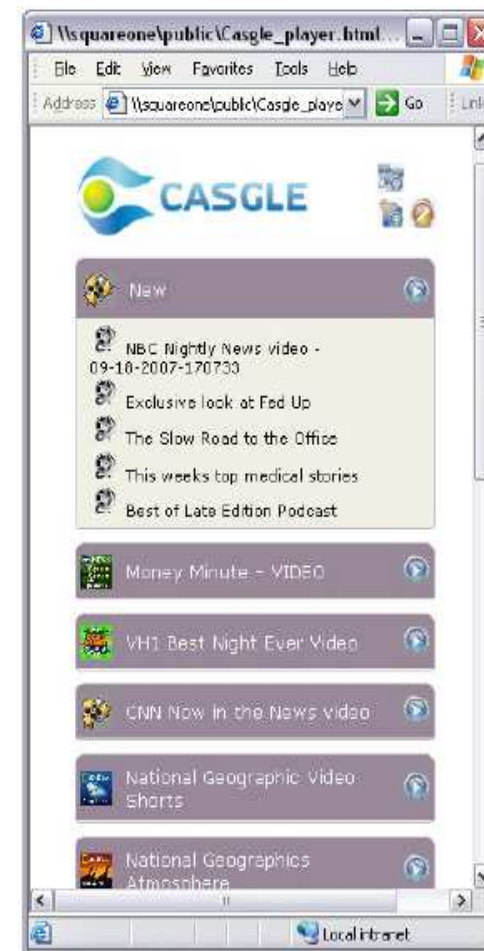 \\squareone\public\Casgle_player.html...
File Edit View Favorites Tools Help
Address \\squareone\public\Casgle_playe Go Link
CASGLE
New
NBC Nightly News video -
09-18-2007-170733
Exclusive look at Fed Up
The Slow Road to the Office
This weeks top medical stories
Best of Late Edition Podcast
Money Minute - VIDEO
VH1 Best Night Ever Video
CNN Now in the News video
National Geographic Video
Shorts
National Geographics
Atmosphere
Local intranet